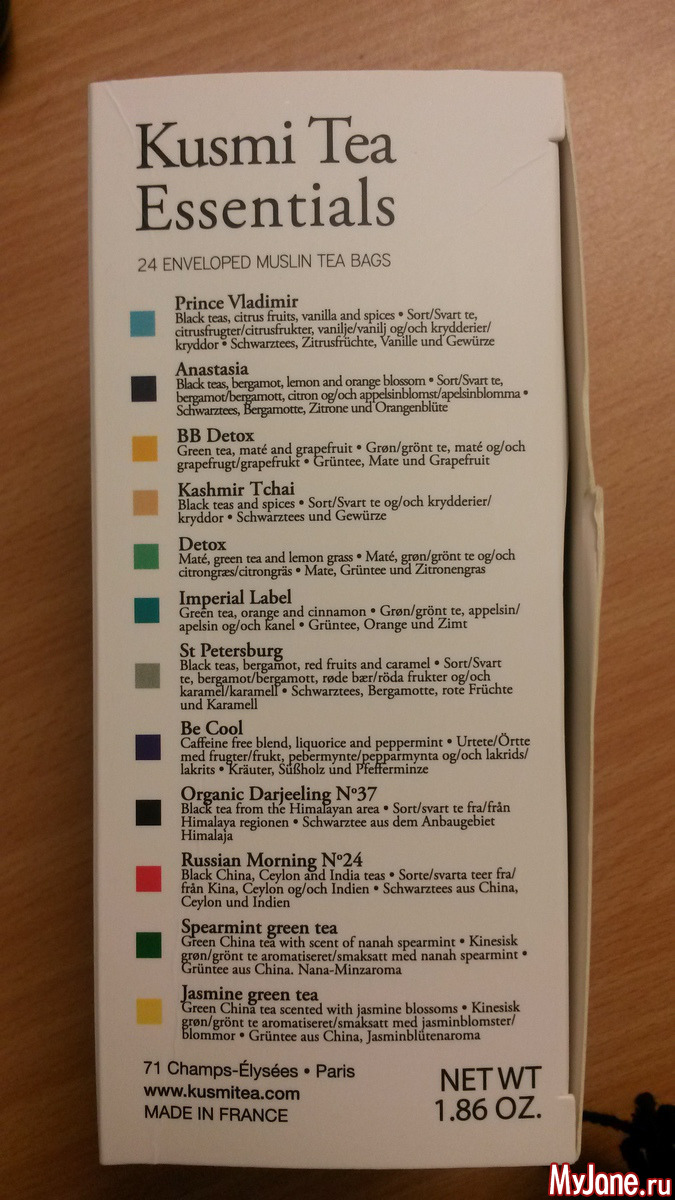 Kusmi Tea
Essentials
24 ENVELOPED MUSLIN TEA BAGS
Prince Vladimir
Black teas, citrus fruits, vanilla and spices • Sort/Svart te,
citrusfrugter/citrusfrukter, vanilje/vanilj og/och krydderier/
kryddor • Schwarztees, Zitrusfrüchte, Vanille und Gewürze
Anastasia
Black teas, bergamot, lemon and orange blossom • Sort/Svart te,
bergamot/bergamott, citron og/och appelsinblomst/apelsinblomma •
Schwarztees, Bergamotte, Zitrone und Orangenblüte
BB Detox
Green tea, maté and grapefruit • Grøn/grönt te, maté og/och
grapefrugt/grapefrukt • Grüntee, Mate und Grapefruit
Kashmir Tchai
Black teas and spices • Sort/Svart te og/och krydderier/
kryddor • Schwarztees und Gewürze
Detox
Maté, green tea and lemon grass • Maté, grøn/grönt te og/och
citrongræs/citrongräs • Mate, Grüntee und Zitronengras
Imperial Label
Green tea, orange and cinnamon • Grøn/grönt te, appelsin/
apelsin og/och kanel • Grüntee, Orange und Zimt
St Petersburg
Black teas, bergamot, red fruits and caramel • Sort/Svart
te, bergamot/bergamott, røde bær/röda frukter og/och
karamel/karamell • Schwarztees, Bergamotte, rote Früchte
und Karamell
Be Cool
Caffeine free blend, liquorice and peppermint • Urtete/Örtte
med frugter/frukt, pebermynte/pepparmynta og/och lakrids/
lakrits • Kräuter, Süßholz und Pfefferminze
Organic Darjeeling Nº37
Black tea from the Himalayan area • Sort/svart te fra/från
Himalaya regionen • Schwarztee aus dem Anbaugebiet
Himalaja
Russian Morning Nº24
Black China, Ceylon and India teas • Sorte/svarta teer fra/
från Kina, Ceylon og/och Indien • Schwarztees aus China,
Ceylon und Indien
Spearmint green tea
Green China tea with scent of nanah spearmint • Kinesisk
grøn/grönt te aromatiseret/smaksatt med nanah spearmint •
Grüntee aus China. Nana-Minzaroma
Jasmine green tea
Green China tea scented with jasmine blossoms • Kinesisk
grøn/grönt te aromatiseret/smaksatt med jasminblomster/
blommor • Grüntee aus China, Jasminblütenaroma
71 Champs-Élysées • Paris
www.kusmitea.com
MADE IN FRANCE
NET WT
1.86 OZ.
MyJane.ru